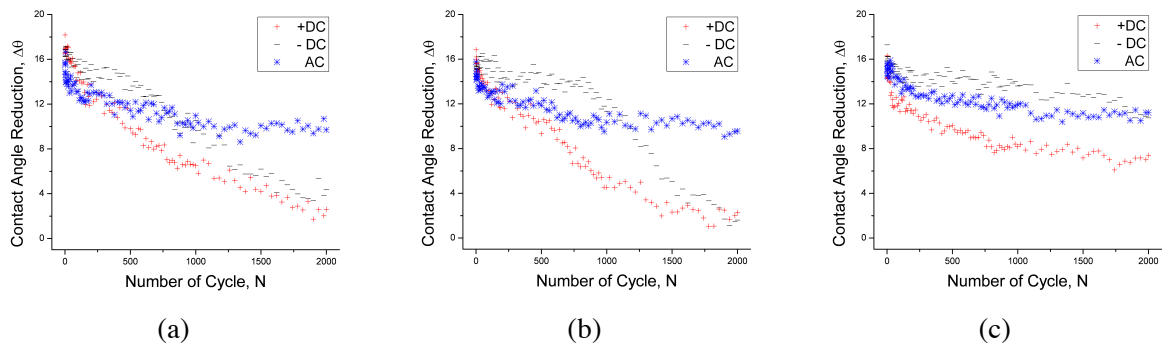 20
16
12
8
4
0
Contact Angle Reduction, Δθ
+DC
- DC
AC
0 500 1000 1500 2000
Number of Cycle, N
(a)
20
16
12
8
4
0
Contact Angle Reduction, Δθ
+DC
- DC
AC
0 500 1000 1500 2000
Number of Cycle, N
(b)
20
16
12
8
4
0
Contact Angle Reduction, Δθ
+DC
- DC
AC
0 500 1000 1500 2000
Number of Cycle, N
(c)